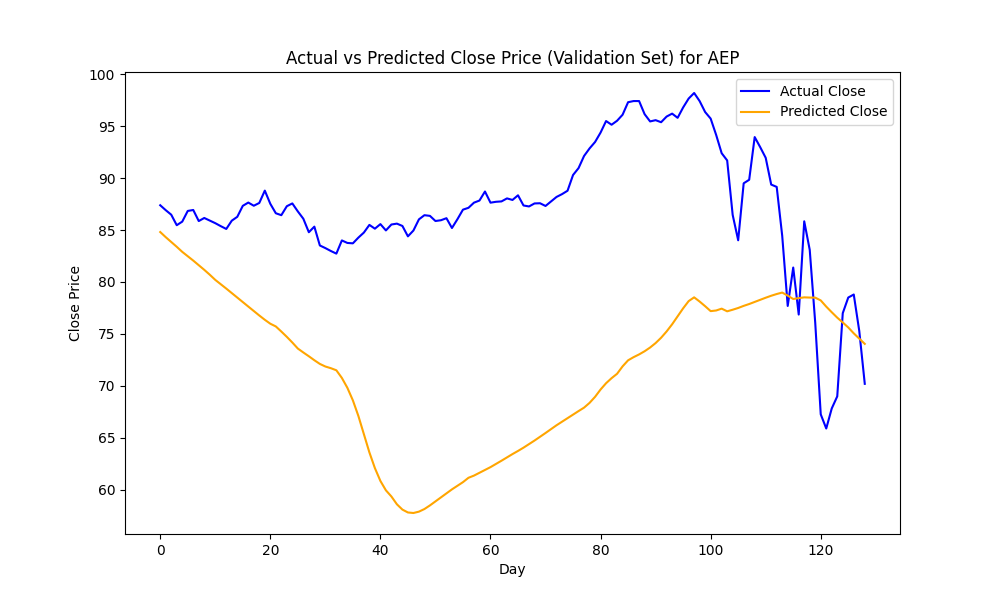 Actual vs Predicted Close Price (Validation Set) for AEP
Actual Close
Predicted Close
Close Price
100
95
90
85
80
75
70
65
60
0 20 40 60 80 100 120
Day